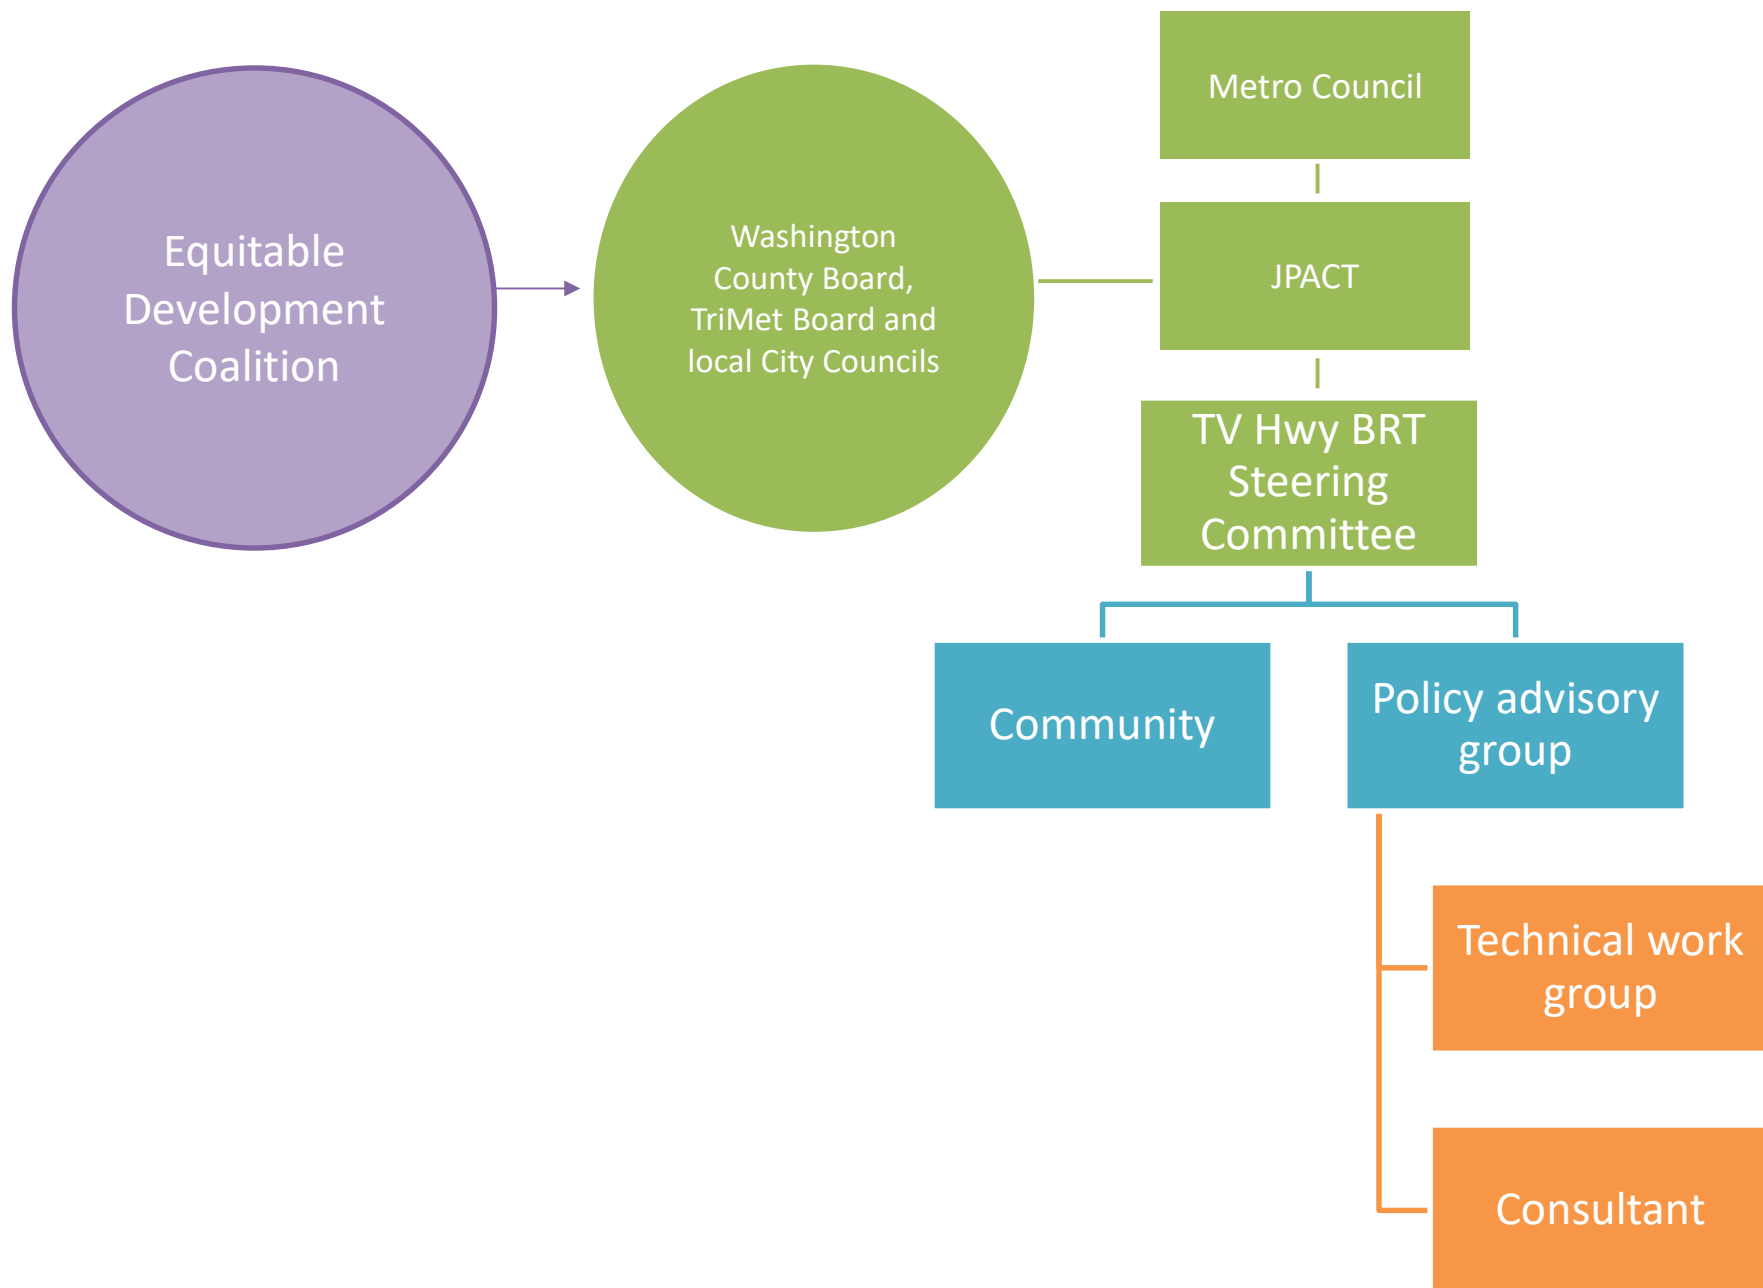 Equitable
Development
Coalition
Washington
County Board,
TriMet Board and
local City Councils
Metro Council
JPACT
TV Hwy BRT
Steering
Committee
Community
Policy advisory
group
Technical work
group
Consultant